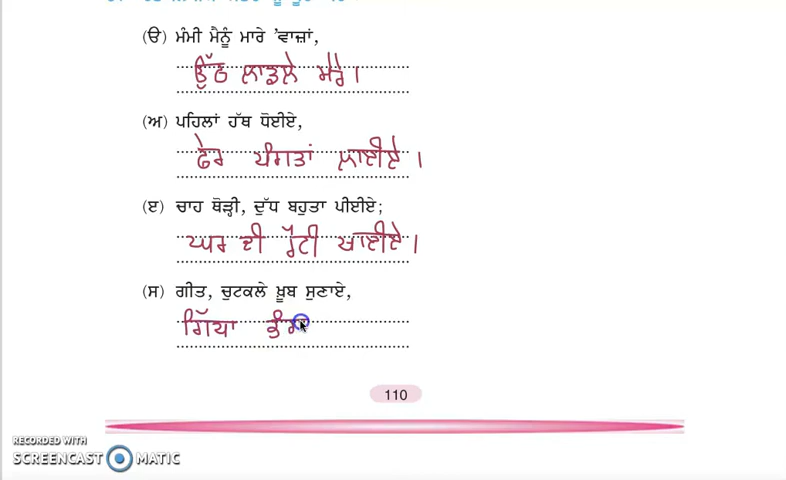 (ੳ) ਮੰਮੀ ਮੈਨੂੰ ਮਾਰੇ 'ਵਾਜ਼ਾਂ,
ਉੱਠ ਲਾਡਲੇ ਮੇਰੇ।
(ਅ) ਪਹਿਲਾਂ ਹੱਥ ਧੋਈਏ,
ਫੇਰ ਪੰਗਤਾਂ ਲਾਈਏ।
(ੲ) ਚਾਹ ਥੋੜ੍ਹੀ, ਦੁੱਧ ਬਹੁਤਾ ਪੀਈਏ;
ਘਰ ਦੀ ਰੋਟੀ ਖਾਈਏ।
(ਸ) ਗੀਤ, ਚੁਟਕਲੇ ਖ਼ੂਬ ਸੁਣਾਏ,
ਗਿੱਧਾ
110
RECORDED WITH
SCREENCAST MATIC